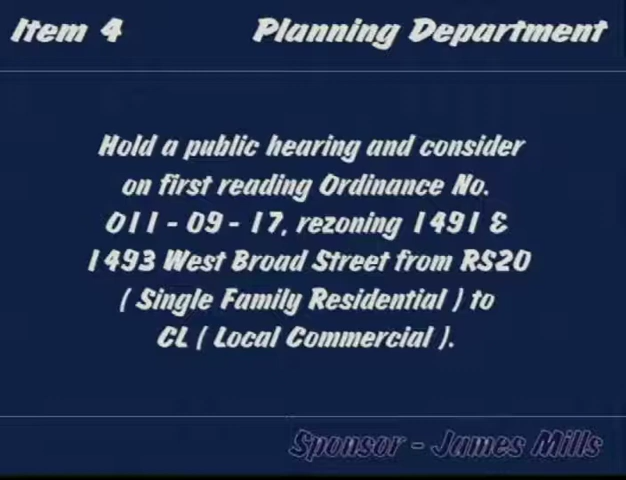 Item 4 Planning Department
Hold a public hearing and consider
on first reading Ordinance No.
011 - 09 - 17, rezoning 1491 &
1493 West Broad Street from RS20
( Single Family Residential ) to
CL ( Local Commercial ).
Sponsor - James Mills